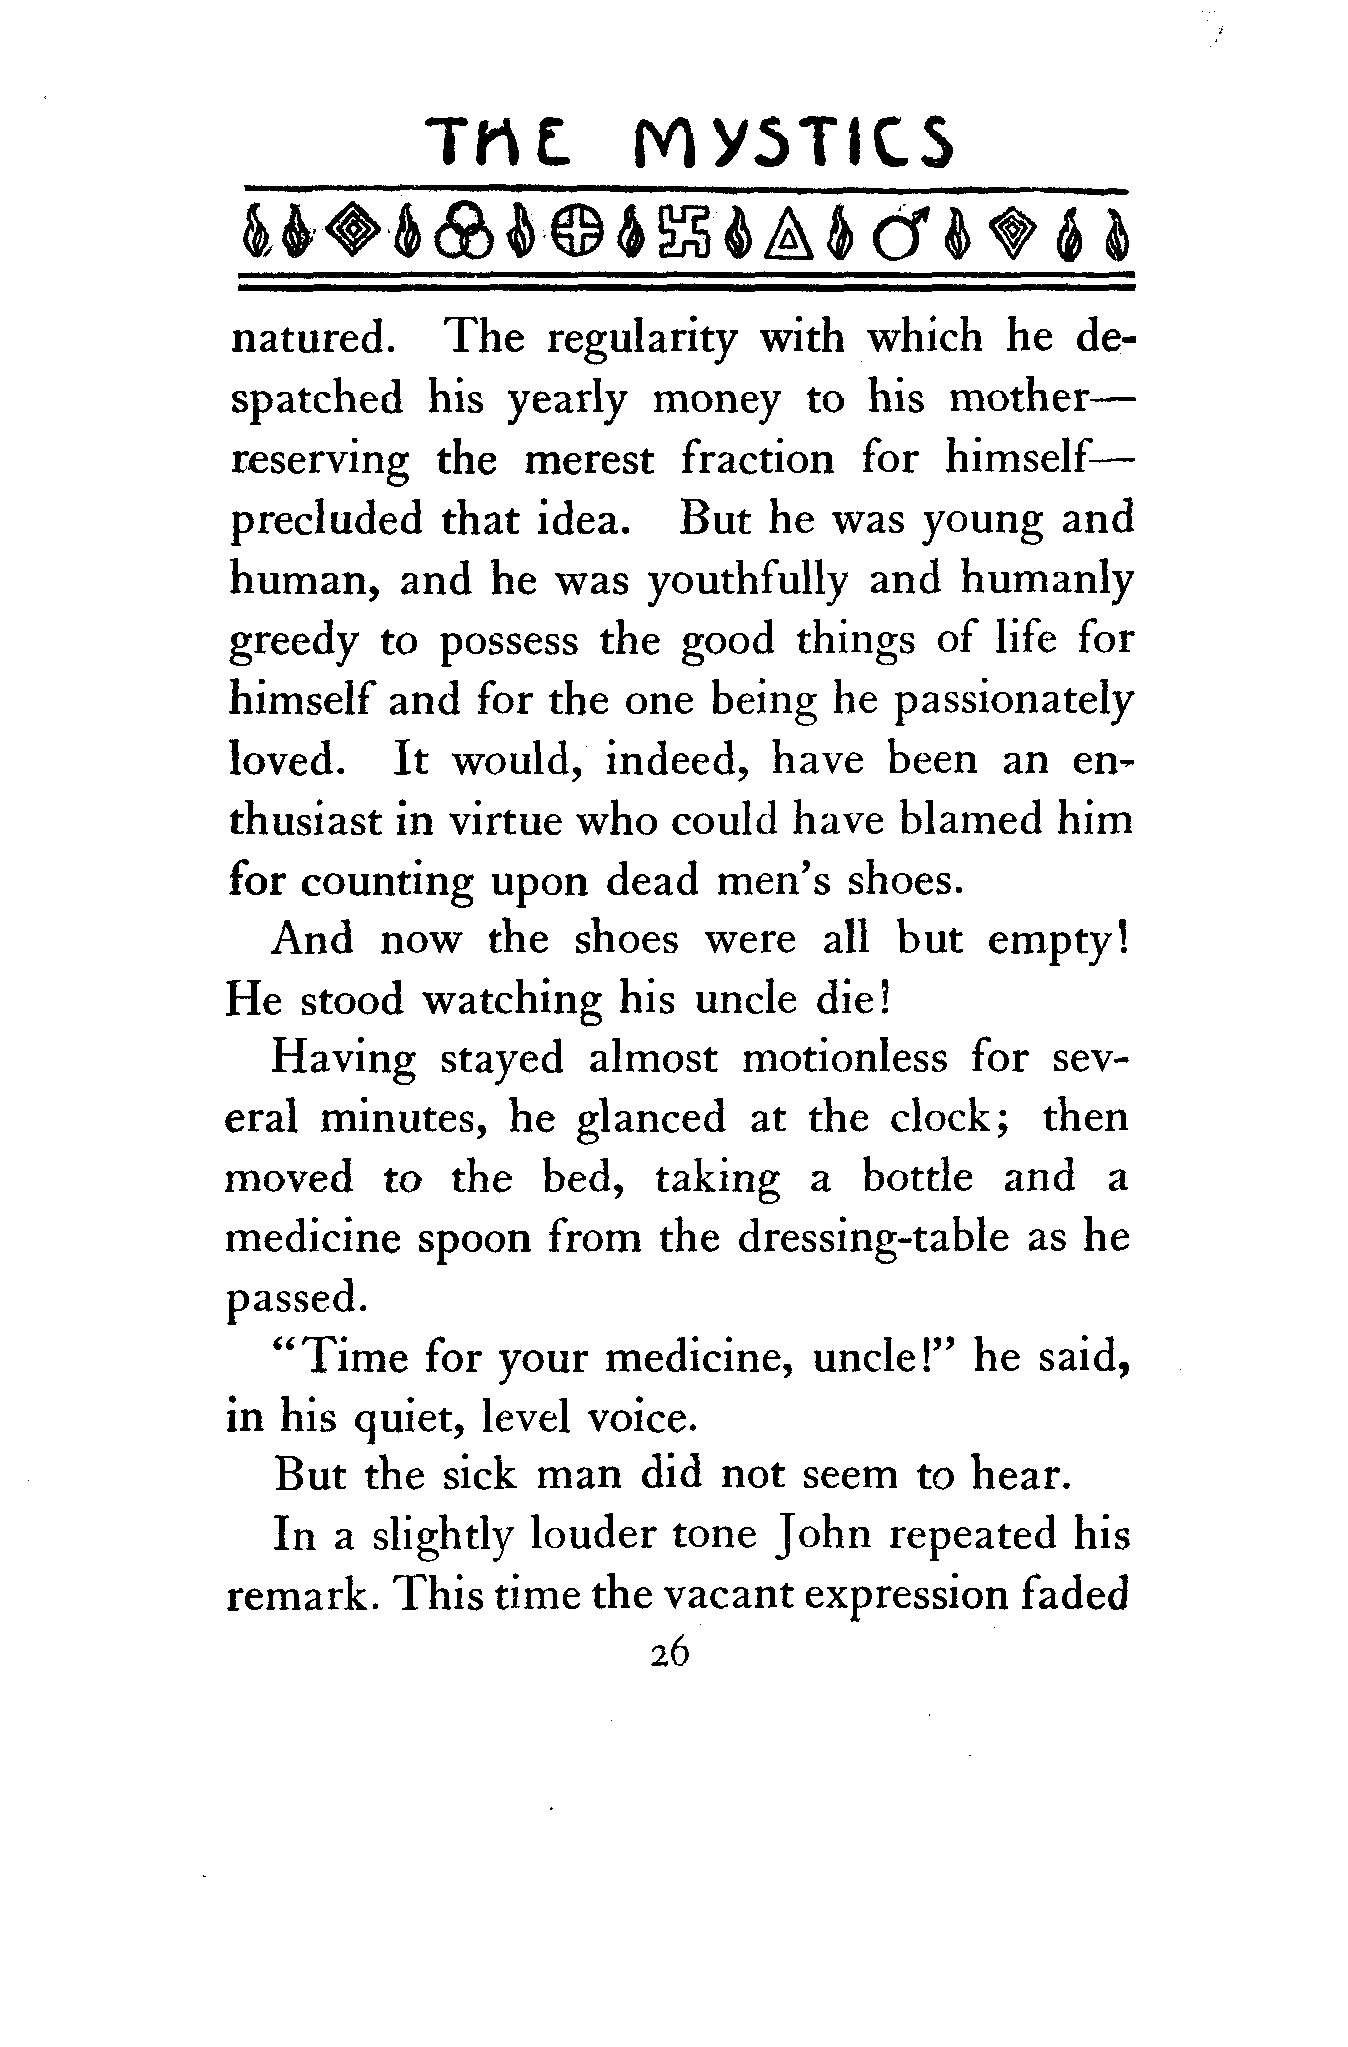 THE MYSTICS
natured. The regularity with which he de-
spatched his yearly money to his mother—
reserving the merest fraction for himself—
precluded that idea. But he was young and
human, and he was youthfully and humanly
greedy to possess the good things of life for
himself and for the one being he passionately
loved. It would, indeed, have been an en-
thusiast in virtue who could have blamed him
for counting upon dead men's shoes.
And now the shoes were all but empty!
He stood watching his uncle die!
Having stayed almost motionless for sev-
eral minutes, he glanced at the clock; then
moved to the bed, taking a bottle and a
medicine spoon from the dressing-table as he
passed.
"Time for your medicine, uncle!" he said,
in his quiet, level voice.
But the sick man did not seem to hear.
In a slightly louder tone John repeated his
remark. This time the vacant expression faded
26